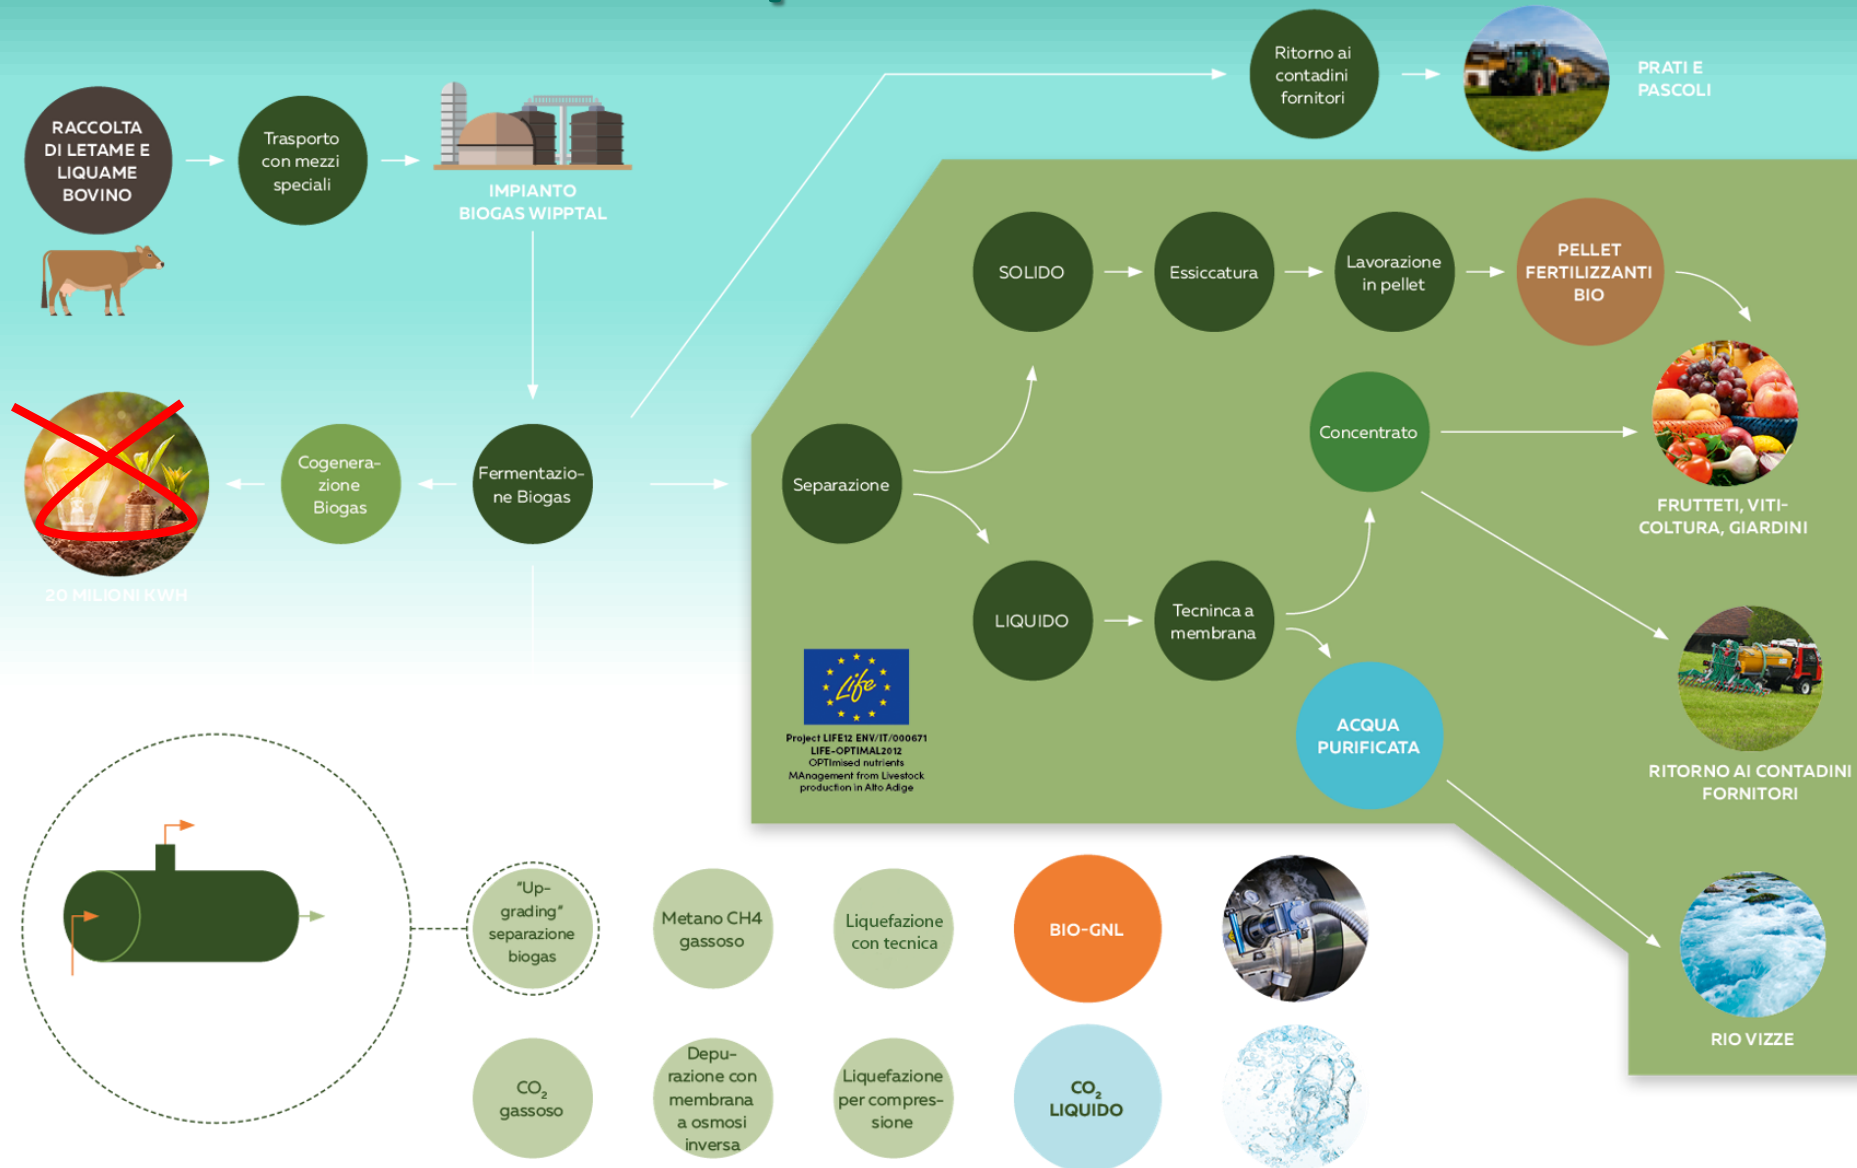 RACCOLTA
DI LETAME E
LIQUAME
BOVINO
Trasporto
con mezzi
speciali
IMPIANTO
BIOGAS WIPPTAL
Ritorno ai
contadini
fornitori
PRATI E
PASCOLI
SOLIDO
Essiccatura
Lavorazione
in pellet
PELLET
FERTILIZZANTI
BIO
20 MILIONI KWH
Cogenera-
zione
Biogas
Fermentazio-
ne Biogas
Separazione
Concentrato
FRUTTETI, VITI-
COLTURA, GIARDINI
LIQUIDO
Tecninca a
membrana
ACQUA
PURIFICATA
RITORNO AI CONTADINI
FORNITORI
RIO VIZZE
Life
Project LIFE12 ENV/IT/000671
LIFE-OPTIMAL2012
OPTImised nutrients
MAnagement from Livestock
production in Alto Adige
"Up-
grading"
separazione
biogas
Metano CH4
gassoso
Liquefazione
con tecnica
BIO-GNL
CO₂
gassoso
Depu-
razione con
membrana
a osmosi
inversa
Liquefazione
per compres-
sione
CO₂
LIQUIDO